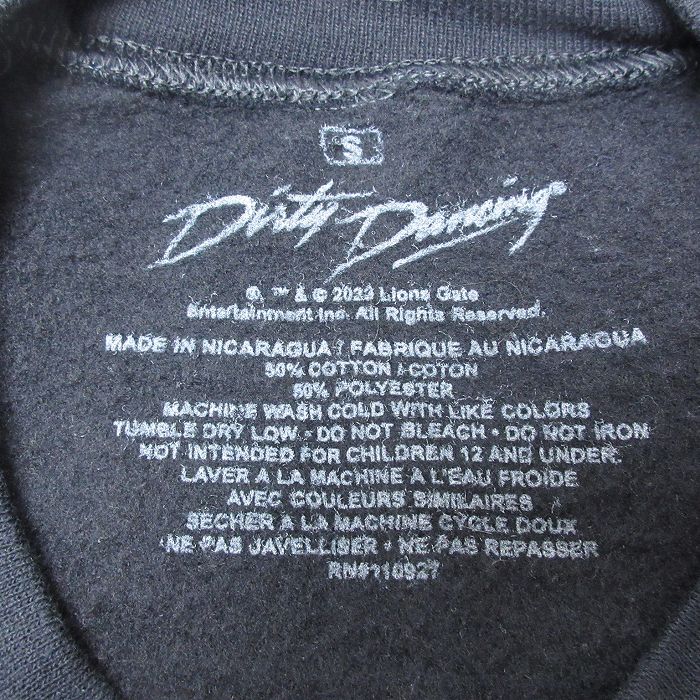 S
Dirty Dancing®
®, ™ & © 2023 Lions Gate
Entertainment Inc. All Rights Reserved.
MADE IN NICARAGUA / FABRIQUE AU NICARAGUA
50% COTTON / COTON
50% POLYESTER
MACHINE WASH COLD WITH LIKE COLORS
TUMBLE DRY LOW • DO NOT BLEACH • DO NOT IRON
NOT INTENDED FOR CHILDREN 12 AND UNDER.
LAVER A LA MACHINE A L'EAU FROIDE
AVEC COULEURS SIMILAIRES
SECHER A LA MACHINE CYCLE DOUX
NE PAS JAVELLISER • NE PAS REPASSER
RN#110927